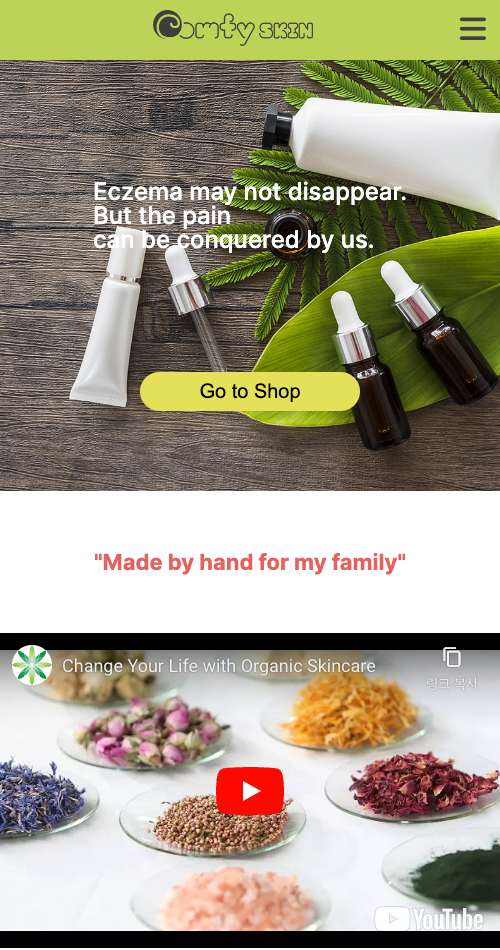 Comfy SKIN
Eczema may not disappear.
But the pain
can be conquered by us.
Go to Shop
"Made by hand for my family"
Change Your Life with Organic Skincare
링크 복사
YouTube